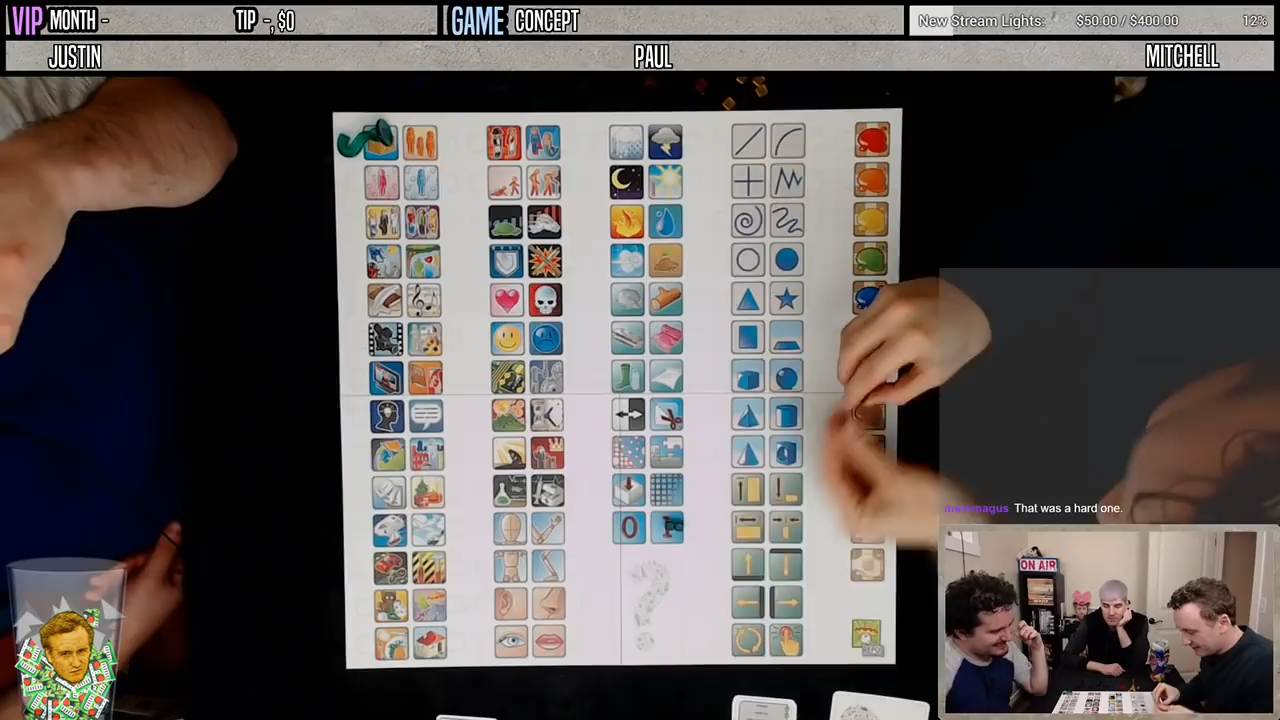 VIP MONTH -
TIP -, $0
GAME CONCEPT
New Stream Lights: $50.00 / $400.00 12%
JUSTIN
PAUL
MITCHELL
That was a hard one.
ON AIR